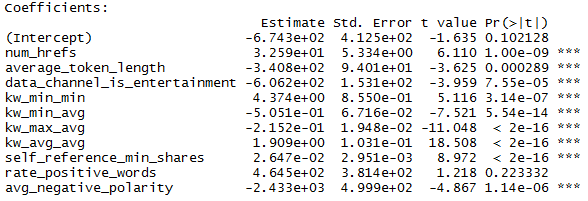 Coefficients:
Estimate Std. Error t value Pr(>|t|)
(Intercept) -6.743e+02 4.125e+02 -1.635 0.102128
num_hrefs 3.259e+01 5.334e+00 6.110 1.00e-09 ***
average_token_length -3.408e+02 9.401e+01 -3.625 0.000289 ***
data_channel_is_entertainment -6.062e+02 1.531e+02 -3.959 7.55e-05 ***
kw_min_min 4.374e+00 8.550e-01 5.116 3.14e-07 ***
kw_min_avg -5.051e-01 6.716e-02 -7.521 5.54e-14 ***
kw_max_avg -2.152e-01 1.948e-02 -11.048 < 2e-16 ***
kw_avg_avg 1.909e+00 1.031e-01 18.508 < 2e-16 ***
self_reference_min_shares 2.647e-02 2.951e-03 8.972 < 2e-16 ***
rate_positive_words 4.645e+02 3.814e+02 1.218 0.223332
avg_negative_polarity -2.433e+03 4.999e+02 -4.867 1.14e-06 ***